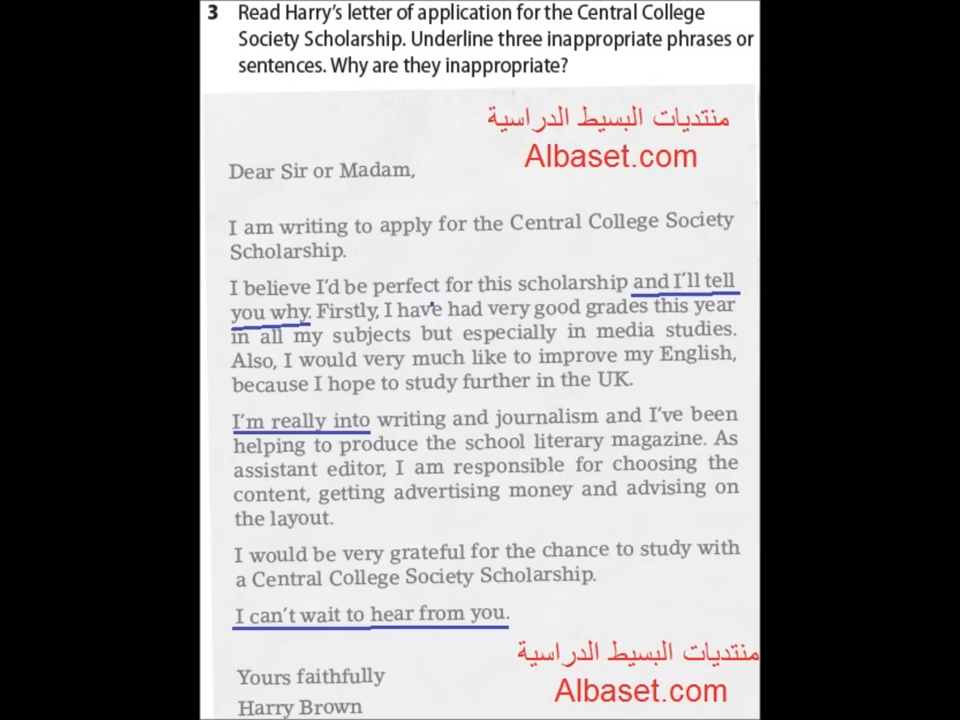 3 Read Harry's letter of application for the Central College
Society Scholarship. Underline three inappropriate phrases or
sentences. Why are they inappropriate?
منتديات البسيط الدراسية
Albaset.com
Dear Sir or Madam,
I am writing to apply for the Central College Society
Scholarship.
I believe I'd be perfect for this scholarship and I'll tell
you why. Firstly, I have had very good grades this year
in all my subjects but especially in media studies.
Also, I would very much like to improve my English,
because I hope to study further in the UK.
I'm really into writing and journalism and I've been
helping to produce the school literary magazine. As
assistant editor, I am responsible for choosing the
content, getting advertising money and advising on
the layout.
I would be very grateful for the chance to study with
a Central College Society Scholarship.
I can't wait to hear from you.
منتديات البسيط الدراسية
Albaset.com
Yours faithfully
Harry Brown